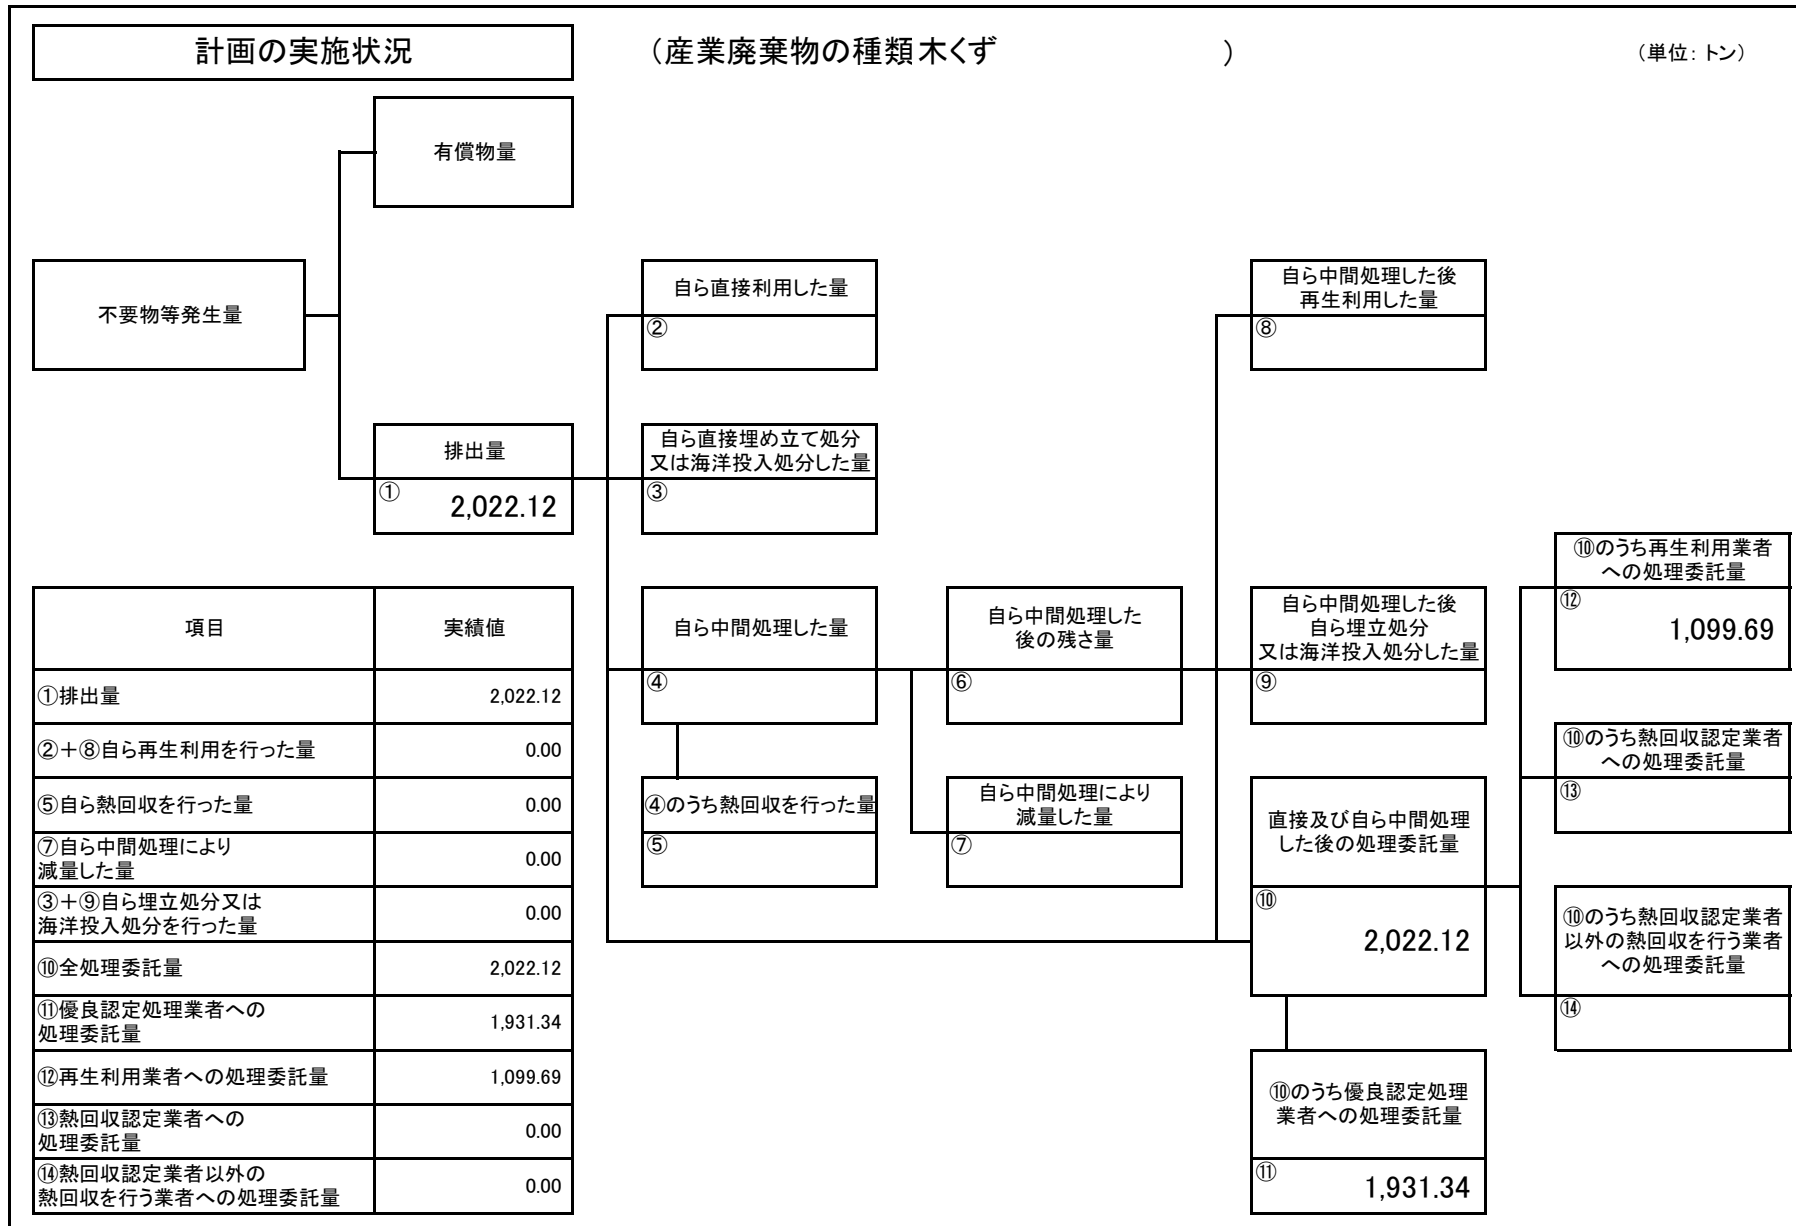 計画の実施状況
（産業廃棄物の種類木くず　　　　　　　　）
（単位：トン）
有償物量
不要物等発生量
自ら直接利用した量
②
自ら中間処理した後
再生利用した量
⑧
排出量
① 2,022.12
自ら直接埋め立て処分
又は海洋投入処分した量
③
⑩のうち再生利用業者
への処理委託量
⑫
1,099.69
自ら中間処理した量
④
自ら中間処理した
後の残さ量
⑥
自ら中間処理した後
自ら埋立処分
又は海洋投入処分した量
⑨
⑩のうち熱回収認定業者
への処理委託量
⑬
④のうち熱回収を行った量
⑤
自ら中間処理により
減量した量
⑦
直接及び自ら中間処理
した後の処理委託量
⑩
2,022.12
⑩のうち熱回収認定業者
以外の熱回収を行う業者
への処理委託量
⑭
⑩のうち優良認定処理
業者への処理委託量
⑪
1,931.34
項目 実績値
①排出量 2,022.12
②＋⑧自ら再生利用を行った量 0.00
⑤自ら熱回収を行った量 0.00
⑦自ら中間処理により
減量した量 0.00
③＋⑨自ら埋立処分又は
海洋投入処分を行った量 0.00
⑩全処理委託量 2,022.12
⑪優良認定処理業者への
処理委託量 1,931.34
⑫再生利用業者への処理委託量 1,099.69
⑬熱回収認定業者への
処理委託量 0.00
⑭熱回収認定業者以外の
熱回収を行う業者への処理委託量 0.00